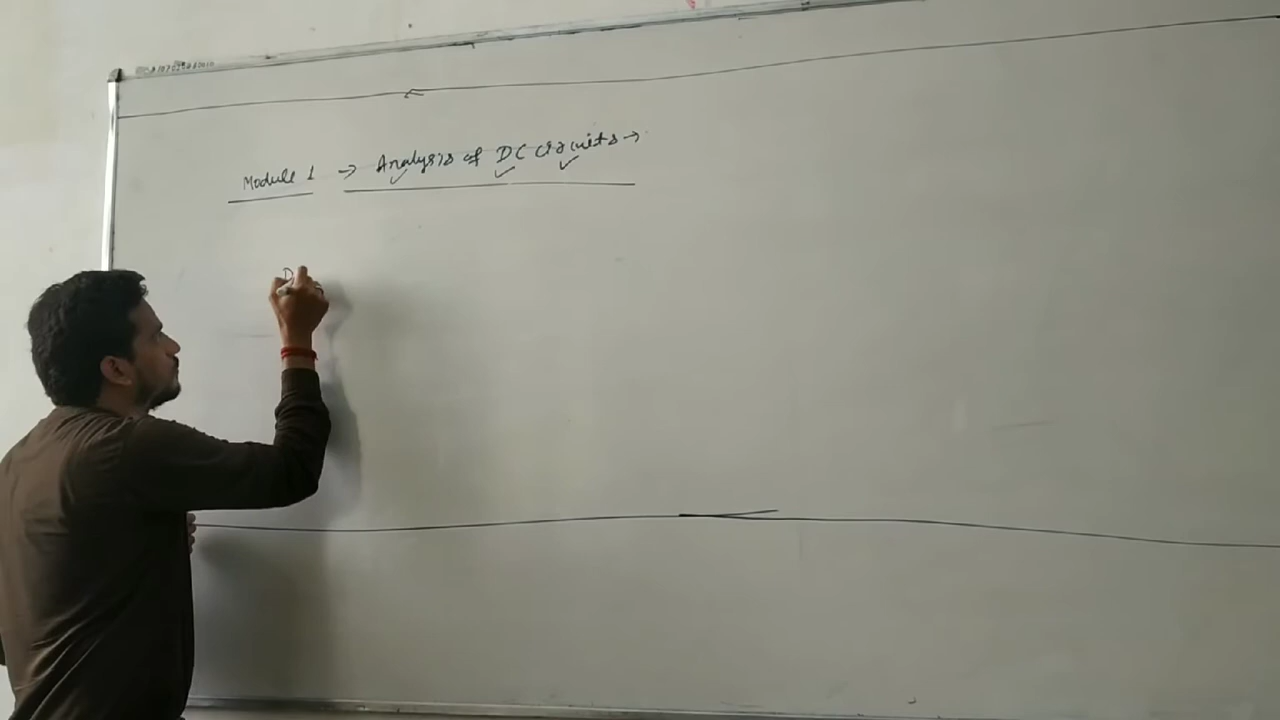 Module 1 → Analysis of DC circuits →
D